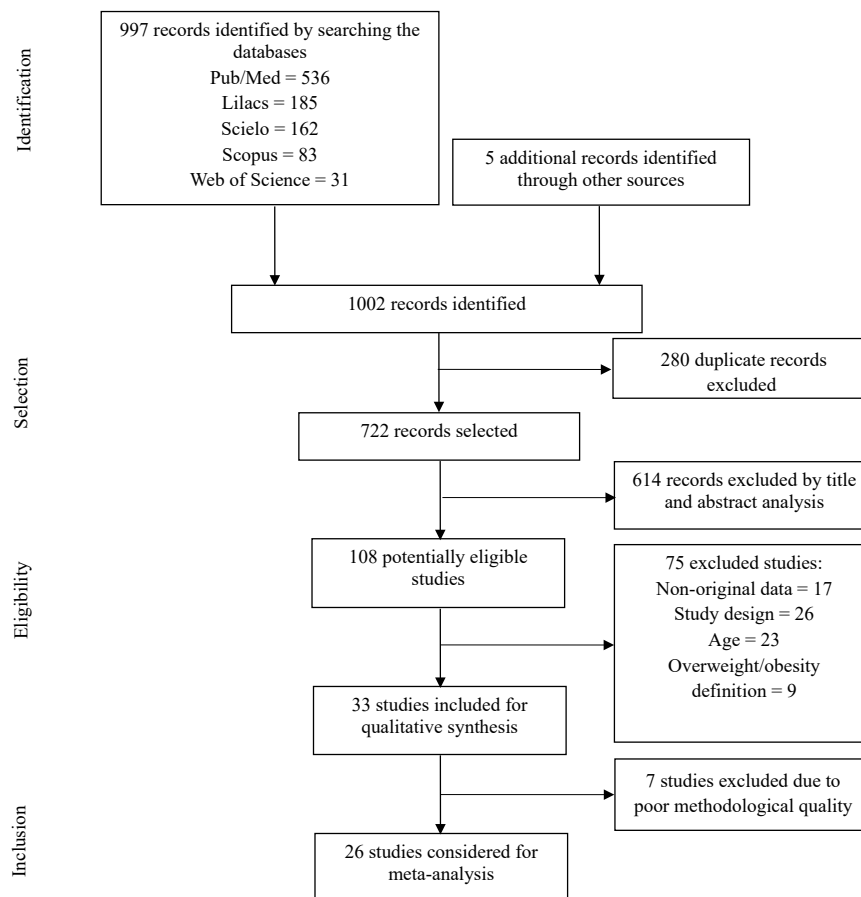 Identification
997 records identified by searching the
databases
Pub/Med = 536
Lilacs = 185
Scielo = 162
Scopus = 83
Web of Science = 31
5 additional records identified
through other sources
1002 records identified
Selection
280 duplicate records
excluded
722 records selected
614 records excluded by title
and abstract analysis
Eligibility
108 potentially eligible
studies
75 excluded studies:
Non-original data = 17
Study design = 26
Age = 23
Overweight/obesity
definition = 9
33 studies included for
qualitative synthesis
7 studies excluded due to
poor methodological quality
Inclusion
26 studies considered for
meta-analysis